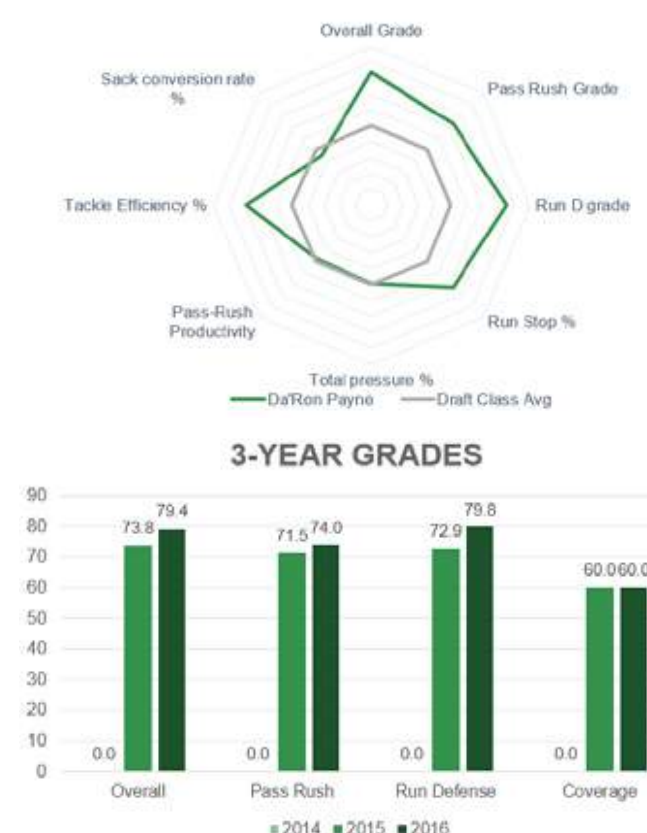 Overall Grade
Sack conversion rate
%
Pass Rush Grade
Tackle Efficiency %
Run D grade
Pass-Rush
Productivity
Run Stop %
Total pressure %
Da'Ron Payne Draft Class Avg
3-YEAR GRADES
90
80
70
60
50
40
30
20
10
0
0.0 73.8 79.4
0.0 71.5 74.0
0.0 72.9 79.8
0.0 60.0 60.0
Overall Pass Rush Run Defense Coverage
2014 2015 2016